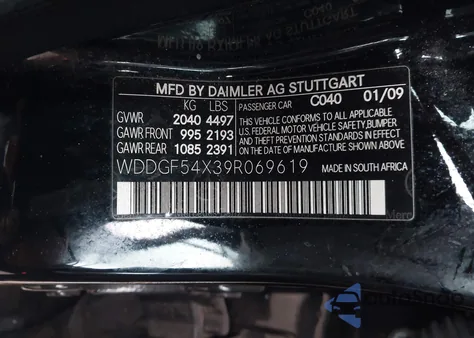 MFD BY DAIMLER AG STUTTGART
KG LBS PASSENGER CAR C040 01/09
GVWR 2040 4497 THIS VEHICLE CONFORMS TO ALL APPLICABLE
GAWR FRONT 995 2193 U.S. FEDERAL MOTOR VEHICLE SAFETY, BUMPER
GAWR REAR 1085 2391 AND THEFT PREVENTION STANDARDS IN EFFECT
ON THE DATE OF MANUFACTURE SHOWN ABOVE.
WDDGF54X39R069619 MADE IN SOUTH AFRICA